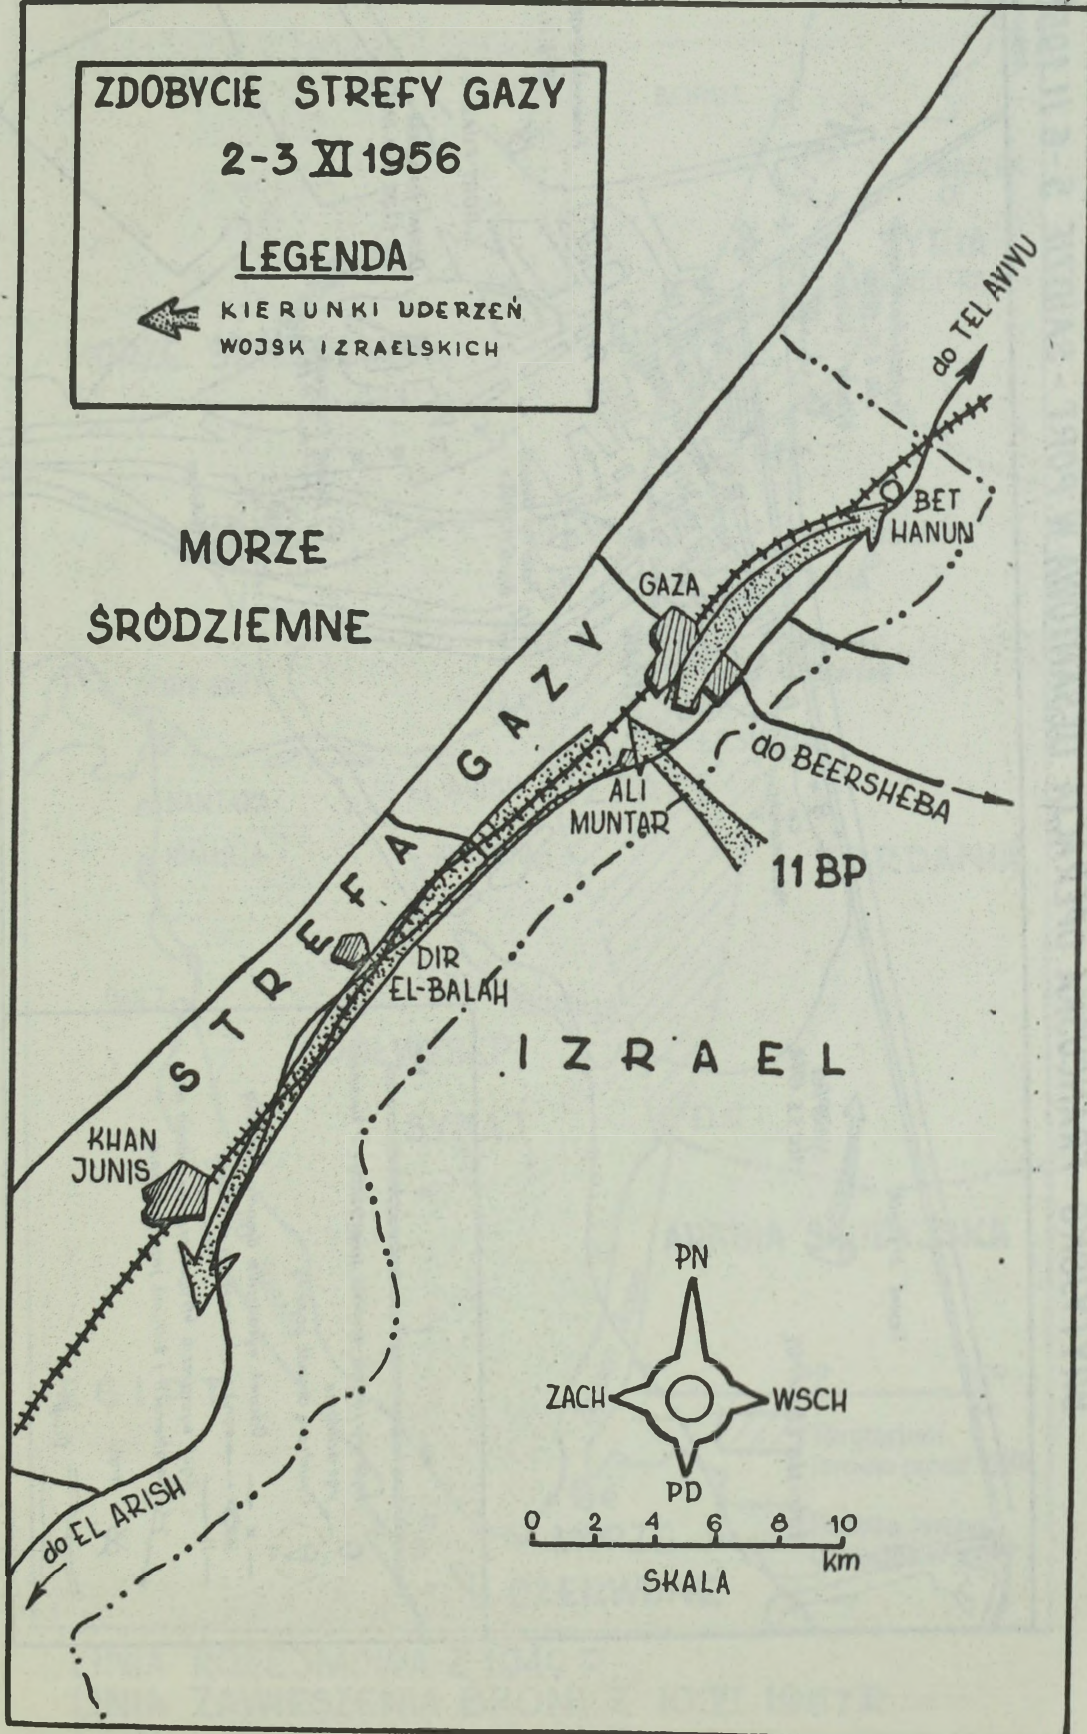 ZDOBYCIE STREFY GAZY
2-3 XI 1956
LEGENDA
KIERUNKI UDERZEŃ
WOJSK IZRAELSKICH
do TEL AVIVU
MORZE
ŚRÓDZIEMNE
BET
HANUN
GAZA
STREFA GAZY
do BEERSHEBA
ALI
MUNTAR
11 BP
DIR
EL-BALAH
IZRAEL
KHAN
JUNIS
PN
ZACH
WSCH
PD
do EL ARISH
0 2 4 6 8 10
km
SKALA